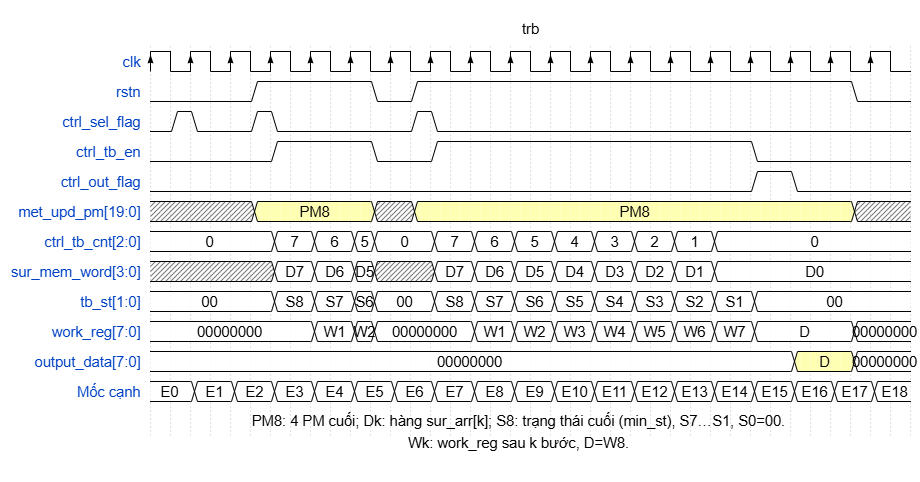 trb
clk
rstn
ctrl_sel_flag
ctrl_tb_en
ctrl_out_flag
met_upd_pm[19:0] PM8 PM8
ctrl_tb_cnt[2:0] 0 7 6 5 0 7 6 5 4 3 2 1 0
sur_mem_word[3:0] D7 D6 D5 D7 D6 D5 D4 D3 D2 D1 D0
tb_st[1:0] 00 S8 S7 S6 00 S8 S7 S6 S5 S4 S3 S2 S1 00
work_reg[7:0] 00000000 W1 W2 00000000 W1 W2 W3 W4 W5 W6 W7 D 00000000
output_data[7:0] 00000000 D 00000000
Mốc cạnh E0 E1 E2 E3 E4 E5 E6 E7 E8 E9 E10 E11 E12 E13 E14 E15 E16 E17 E18
PM8: 4 PM cuối; Dk: hàng sur_arr[k]; S8: trạng thái cuối (min_st), S7...S1, S0=00.
Wk: work_reg sau k bước, D=W8.